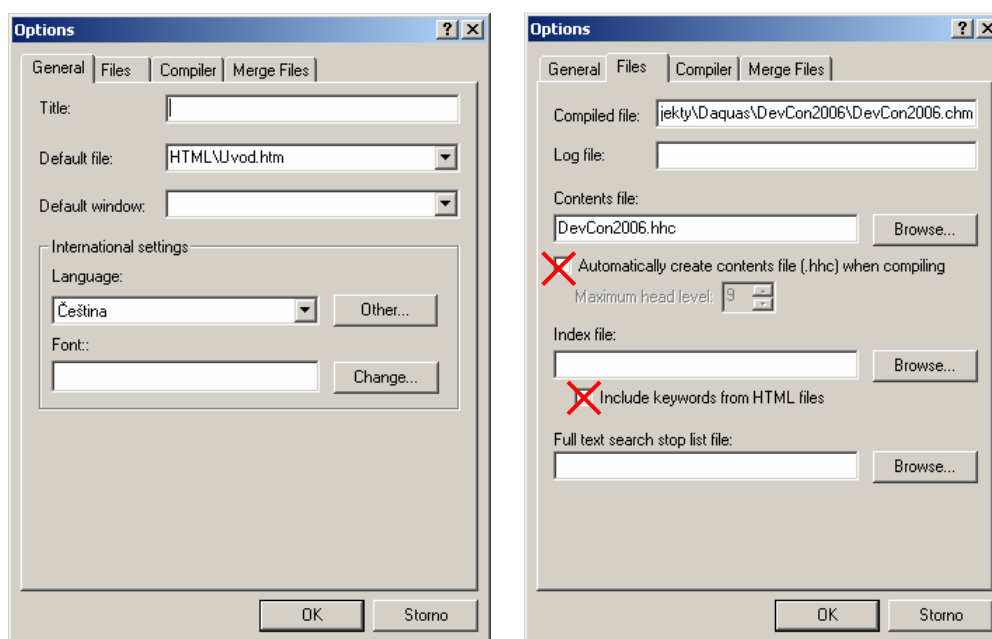 Options
General Files Compiler Merge Files
Title:
Default file: HTML\Uvod.htm
Default window:
International settings
Language:
Čeština Other...
Font::
Change...
OK Storno
Options
General Files Compiler Merge Files
Compiled file: jekty\Daquas\DevCon2006\DevCon2006.chm
Log file:
Contents file:
DevCon2006.hhc Browse...
Automatically create contents file (.hhc) when compiling
Maximum head level: 9
Index file:
Browse...
Include keywords from HTML files
Full text search stop list file:
Browse...
OK Storno